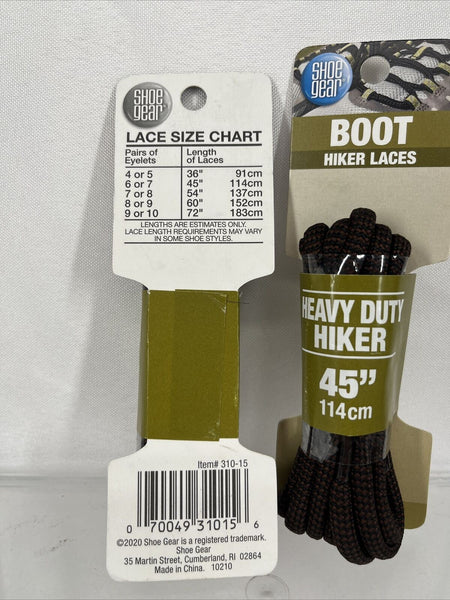 SHOE
gear
LACE SIZE CHART
Pairs of Eyelets
Length of Laces
4 or 5 36" 91cm
6 or 7 45" 114cm
7 or 8 54" 137cm
8 or 9 60" 152cm
9 or 10 72" 183cm
LENGTHS ARE ESTIMATES ONLY.
LACE LENGTH REQUIREMENTS MAY VARY
IN SOME SHOE STYLES.
Item# 310-15
0 70049 31015 6
©2020 Shoe Gear is a registered trademark.
Shoe Gear
35 Martin Street, Cumberland, RI 02864
Made in China. 10210
SHOE
gear
BOOT
HIKER LACES
HEAVY DUTY
HIKER
45"
114cm